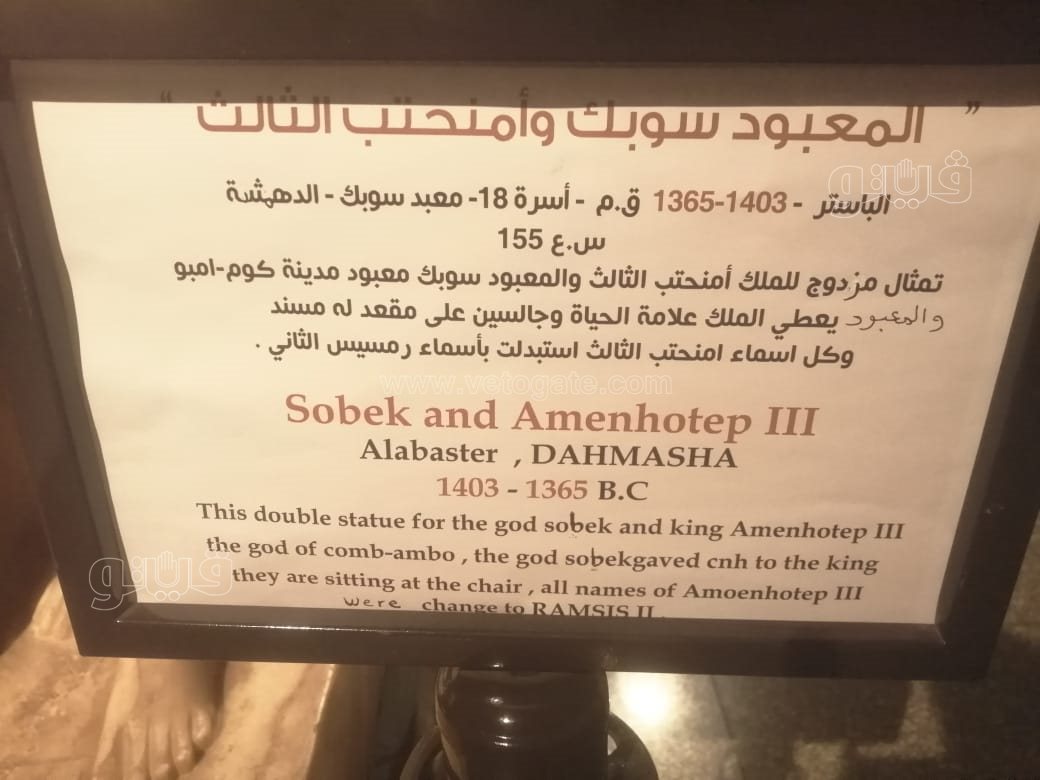 " المعبود سوبك وأمنحتب الثالث "
الباستر - 1403-1365 ق.م - أسرة 18- معبد سوبك - الدهمشة
س.ع 155
تمثال مزدوج للملك أمنحتب الثالث والمعبود سوبك معبود مدينة كوم-امبو
والمعبود يعطي الملك علامة الحياة وجالسين على مقعد له مسند
وكل اسماء امنحتب الثالث استبدلت بأسماء رمسيس الثاني .
www.vetogate.com
Sobek and Amenhotep III
Alabaster , DAHMASHA
1403 - 1365 B.C
This double statue for the god sobek and king Amenhotep III
the god of comb-ambo , the god sobekgaved cnh to the king
they are sitting at the chair , all names of Amoenhotep III
were change to RAMSIS II .
ڤيتو
ڤيتو